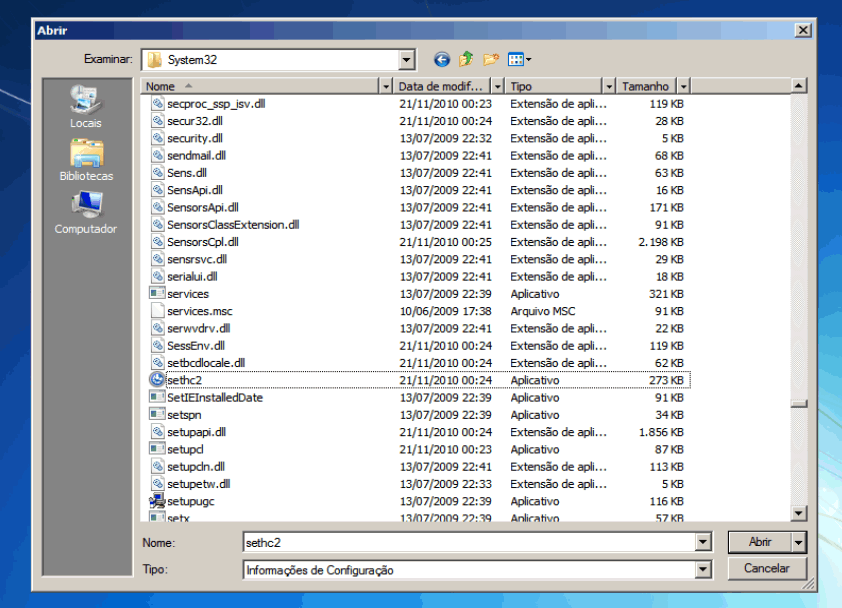 Abrir
Examinar: System32
Nome Data de modif... Tipo Tamanho
secproc_ssp_isv.dll 21/11/2010 00:23 Extensão de apli... 119 KB
secur32.dll 21/11/2010 00:24 Extensão de apli... 28 KB
security.dll 13/07/2009 22:32 Extensão de apli... 5 KB
sendmail.dll 13/07/2009 22:41 Extensão de apli... 68 KB
Sens.dll 13/07/2009 22:41 Extensão de apli... 63 KB
SensApi.dll 13/07/2009 22:41 Extensão de apli... 16 KB
SensorsApi.dll 13/07/2009 22:41 Extensão de apli... 171 KB
SensorsClassExtension.dll 13/07/2009 22:41 Extensão de apli... 91 KB
SensorsCpl.dll 21/11/2010 00:25 Extensão de apli... 2.198 KB
sensrsvc.dll 13/07/2009 22:41 Extensão de apli... 29 KB
serialui.dll 13/07/2009 22:41 Extensão de apli... 18 KB
services 13/07/2009 22:39 Aplicativo 321 KB
services.msc 10/06/2009 17:38 Arquivo MSC 91 KB
serwvdrv.dll 13/07/2009 22:41 Extensão de apli... 22 KB
SessEnv.dll 21/11/2010 00:24 Extensão de apli... 119 KB
setbcdlocale.dll 21/11/2010 00:24 Extensão de apli... 62 KB
sethc2 21/11/2010 00:24 Aplicativo 273 KB
SetIEInstalledDate 13/07/2009 22:39 Aplicativo 91 KB
setspn 13/07/2009 22:39 Aplicativo 34 KB
setupapi.dll 21/11/2010 00:24 Extensão de apli... 1.856 KB
setupcl 21/11/2010 00:23 Aplicativo 87 KB
setupcln.dll 13/07/2009 22:41 Extensão de apli... 113 KB
setupetw.dll 13/07/2009 22:33 Extensão de apli... 5 KB
setupugc 13/07/2009 22:39 Aplicativo 116 KB
setx 13/07/2009 22:39 Aplicativo 57 KB
Locais
Bibliotecas
Computador
Nome: sethc2 Abrir
Tipo: Informações de Configuração Cancelar